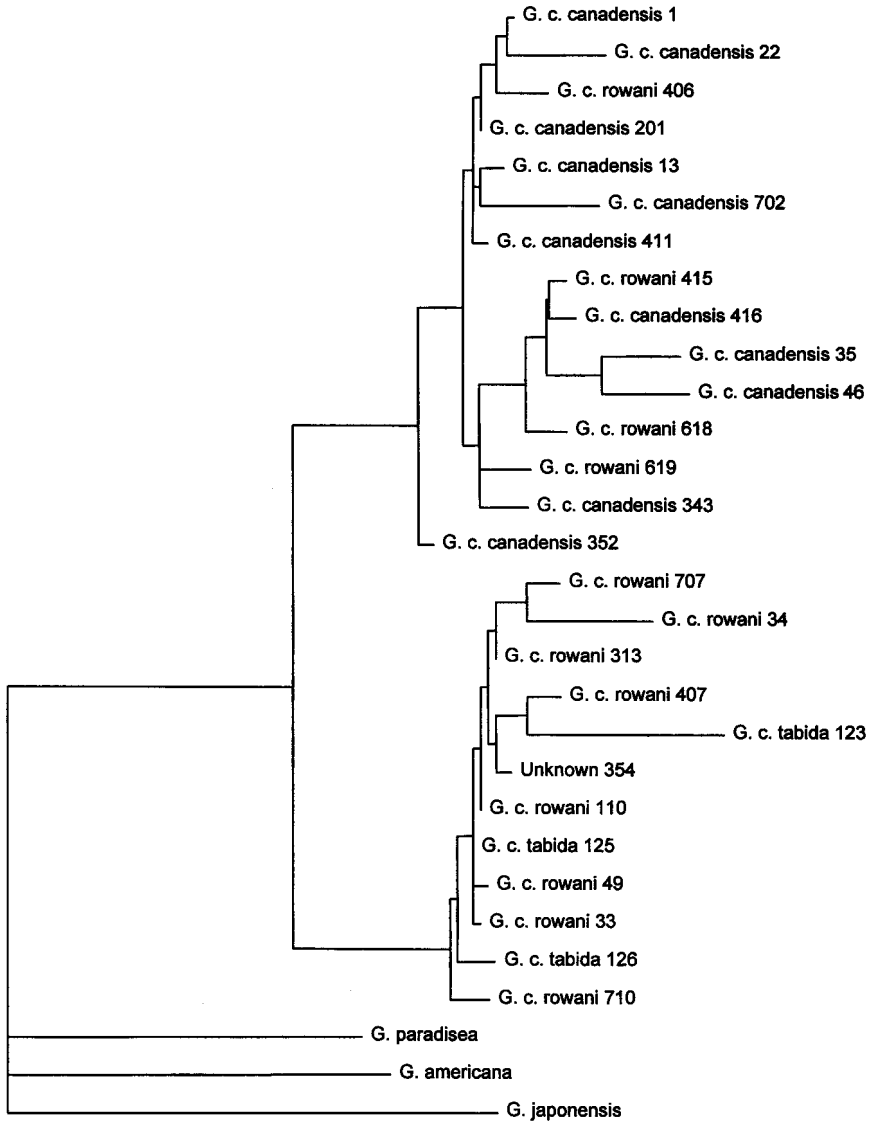 G. c. canadensis 1
G. c. canadensis 22
G. c. rowani 406
G. c. canadensis 201
G. c. canadensis 13
G. c. canadensis 702
G. c. canadensis 411
G. c. rowani 415
G. c. canadensis 416
G. c. canadensis 35
G. c. canadensis 46
G. c. rowani 618
G. c. rowani 619
G. c. canadensis 343
G. c. canadensis 352
G. c. rowani 707
G. c. rowani 34
G. c. rowani 313
G. c. rowani 407
G. c. tabida 123
Unknown 354
G. c. rowani 110
G. c. tabida 125
G. c. rowani 49
G. c. rowani 33
G. c. tabida 126
G. c. rowani 710
G. paradisea
G. americana
G. japonensis